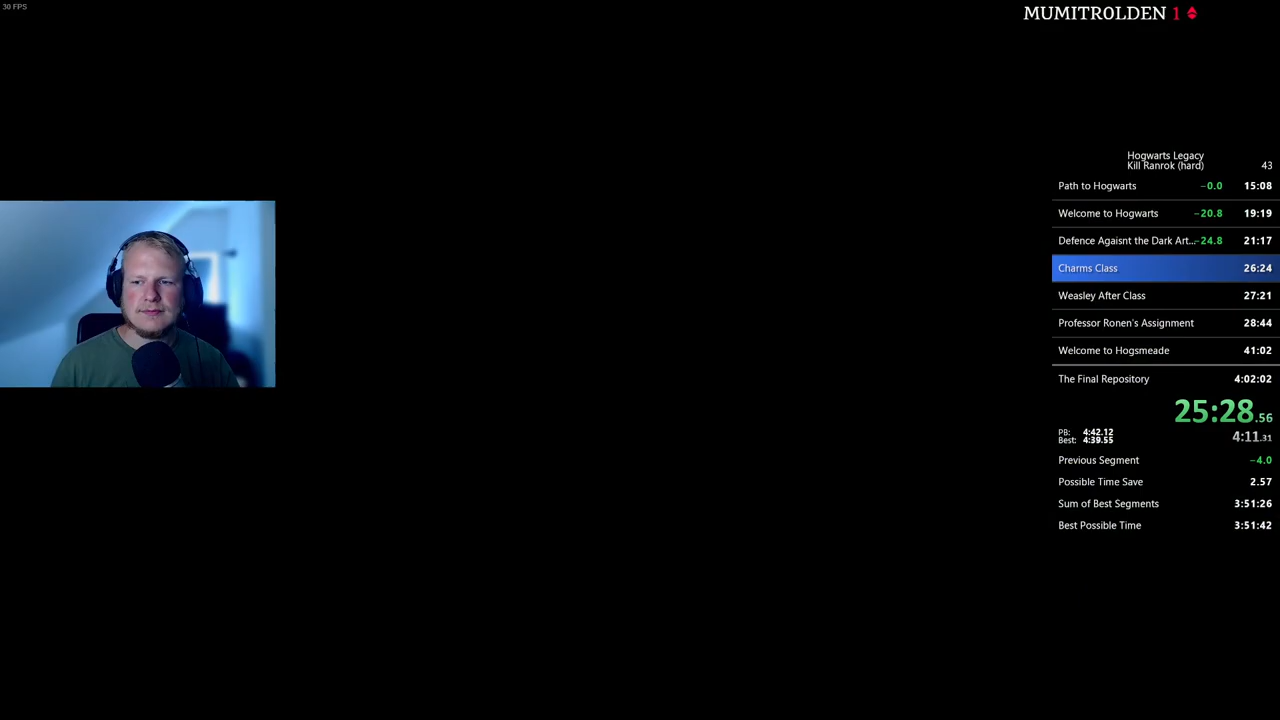 30 FPS
MUMITROLDEN 1
Hogwarts Legacy
Kill Ranrok (hard) 43
Path to Hogwarts -0.0 15:08
Welcome to Hogwarts -20.8 19:19
Defence Agaisnt the Dark Art... -24.8 21:17
Charms Class 26:24
Weasley After Class 27:21
Professor Ronen's Assignment 28:44
Welcome to Hogsmeade 41:02
The Final Repository 4:02:02
25:28.56
PB: 4:42.12 4:11.31
Best: 4:39.55
Previous Segment -4.0
Possible Time Save 2.57
Sum of Best Segments 3:51:26
Best Possible Time 3:51:42